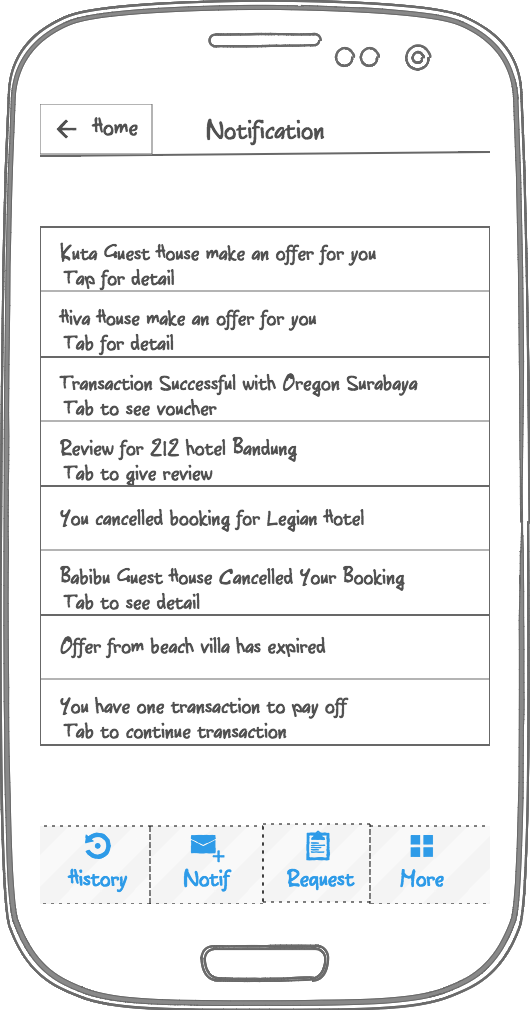 Home
Notification
Kuta Guest House make an offer for you
Tap for detail
Hiva House make an offer for you
Tab for detail
Transaction Successful with Oregon Surabaya
Tab to see voucher
Review for 212 hotel Bandung
Tab to give review
You cancelled booking for Legian Hotel
Babibu Guest House Cancelled Your Booking
Tab to see detail
Offer from beach villa has expired
You have one transaction to pay off
Tab to continue transaction
History
Notif
Request
More